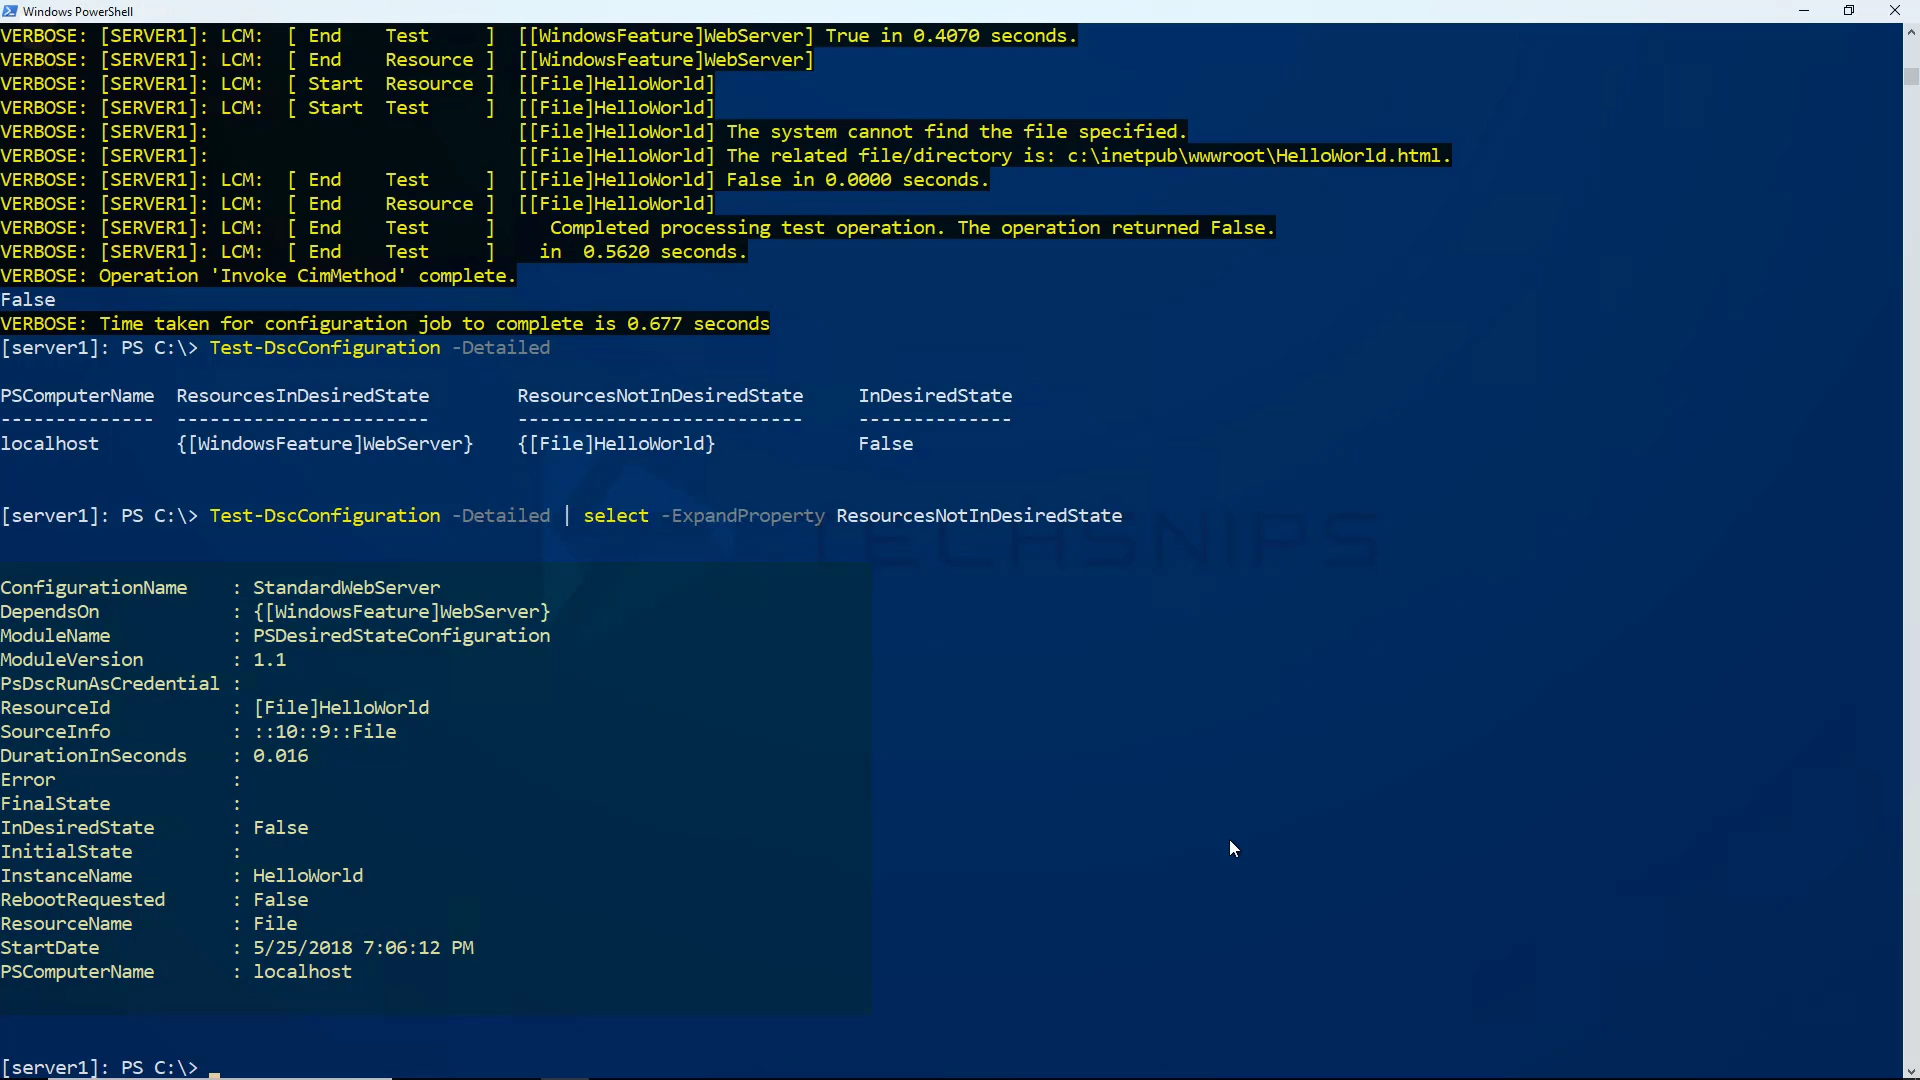 Windows PowerShell
VERBOSE: [SERVER1]: LCM:  [ End    Test      ]  [[WindowsFeature]WebServer] True in 0.4070 seconds.
VERBOSE: [SERVER1]: LCM:  [ End    Resource ]  [[WindowsFeature]WebServer]
VERBOSE: [SERVER1]: LCM:  [ Start  Resource ]  [[File]HelloWorld]
VERBOSE: [SERVER1]: LCM:  [ Start  Test     ]  [[File]HelloWorld]
VERBOSE: [SERVER1]:                            [[File]HelloWorld] The system cannot find the file specified.
VERBOSE: [SERVER1]:                            [[File]HelloWorld] The related file/directory is: c:\inetpub\wwwroot\HelloWorld.html.
VERBOSE: [SERVER1]: LCM:  [ End    Test     ]  [[File]HelloWorld] False in 0.0000 seconds.
VERBOSE: [SERVER1]: LCM:  [ End    Resource ]  [[File]HelloWorld]
VERBOSE: [SERVER1]: LCM:  [ End    Test     ]     Completed processing test operation. The operation returned False.
VERBOSE: [SERVER1]: LCM:  [ End    Test     ]    in  0.5620 seconds.
VERBOSE: Operation 'Invoke CimMethod' complete.
False
VERBOSE: Time taken for configuration job to complete is 0.677 seconds
[server1]: PS C:\> Test-DscConfiguration -Detailed
PSComputerName  ResourcesInDesiredState        ResourcesNotInDesiredState     InDesiredState
--------------  -----------------------        --------------------------     --------------
localhost       {[WindowsFeature]WebServer}    {[File]HelloWorld}             False
[server1]: PS C:\> Test-DscConfiguration -Detailed | select -ExpandProperty ResourcesNotInDesiredState
TECHSNIPS
ConfigurationName    : StandardWebServer
DependsOn            : {[WindowsFeature]WebServer}
ModuleName           : PSDesiredStateConfiguration
ModuleVersion        : 1.1
PsDscRunAsCredential :
ResourceId           : [File]HelloWorld
SourceInfo           : ::10::9::File
DurationInSeconds    : 0.016
Error                :
FinalState           :
InDesiredState       : False
InitialState         :
InstanceName         : HelloWorld
RebootRequested      : False
ResourceName         : File
StartDate            : 5/25/2018 7:06:12 PM
PSComputerName       : localhost
[server1]: PS C:\>